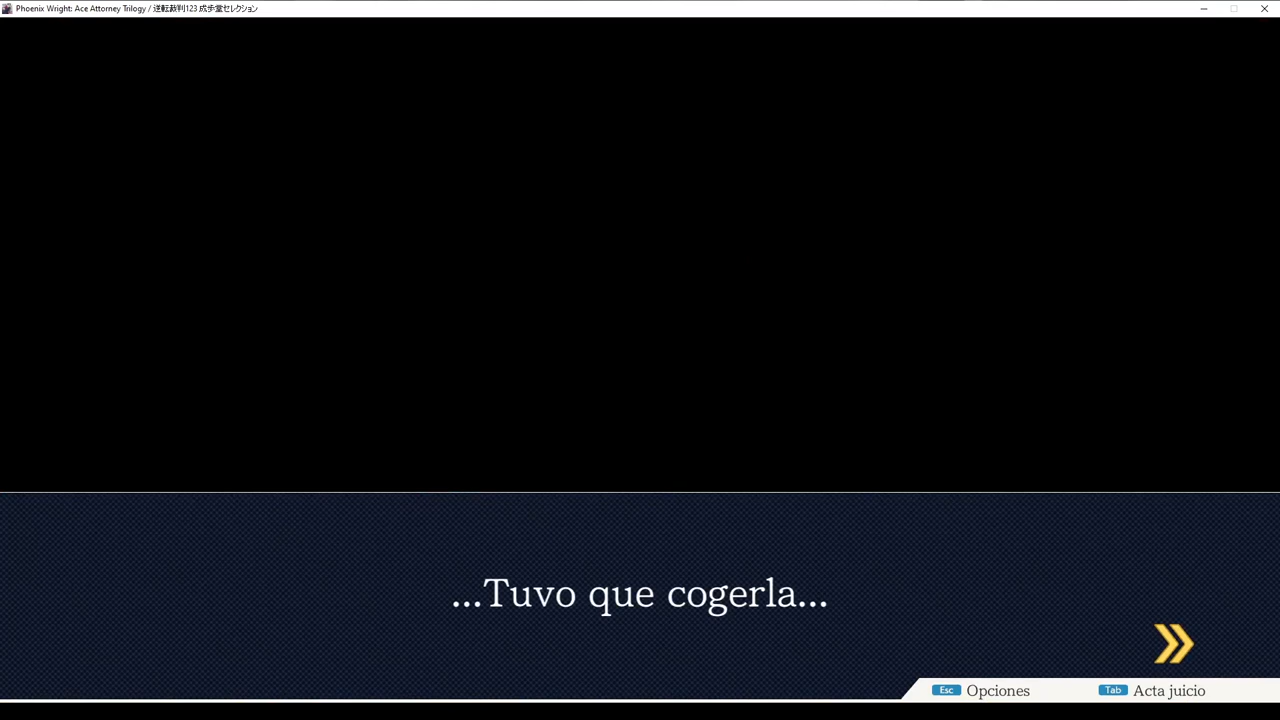 Phoenix Wright: Ace Attorney Trilogy / 逆転裁判123 成歩堂セレクション
...Tuvo que cogerla...
Esc Opciones Tab Acta juicio